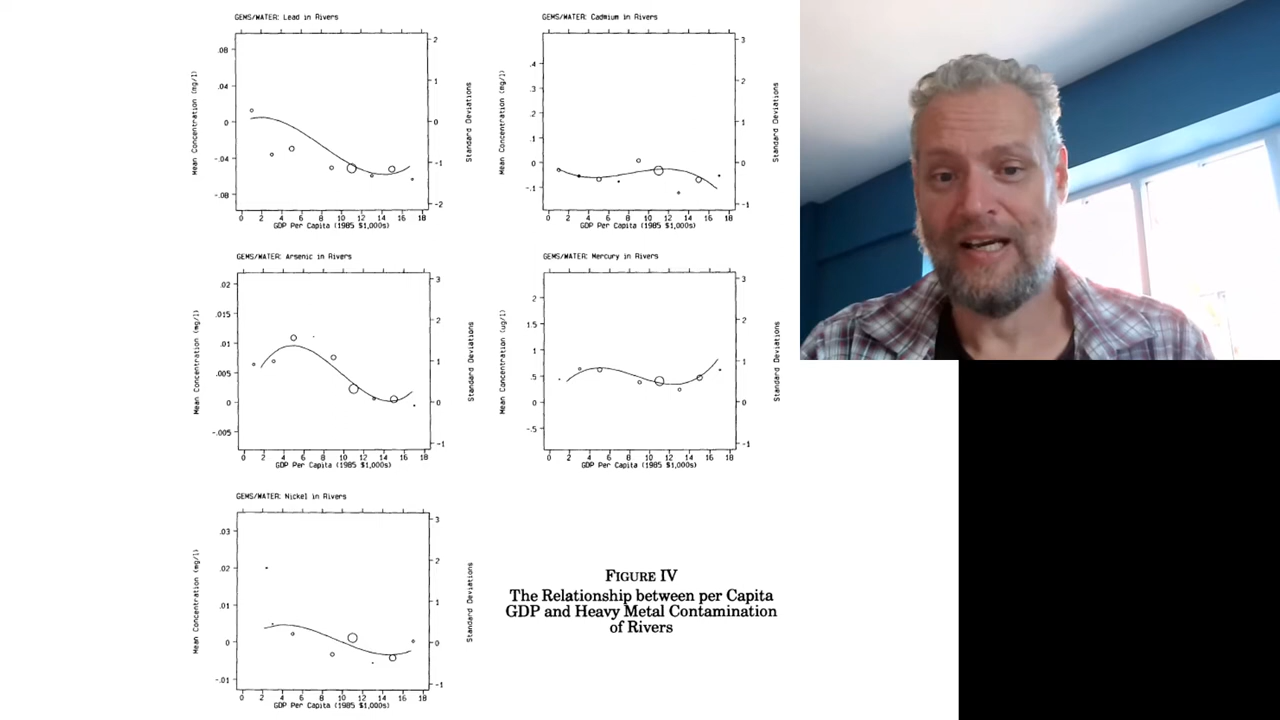 GEMS/WATER: Lead in Rivers
Mean Concentration (mg/l)
.08
.04
0
-.04
-.08
2
1
0
-1
-2
Standard Deviations
0 2 4 6 8 10 12 14 16 18
GDP Per Capita (1985 $1,000s)
GEMS/WATER: Cadmium in Rivers
Mean Concentration (mg/l)
.4
.3
.2
.1
0
-.1
3
2
1
0
-1
Standard Deviations
0 2 4 6 8 10 12 14 16 18
GDP Per Capita (1985 $1,000s)
GEMS/WATER: Arsenic in Rivers
Mean Concentration (mg/l)
.02
.015
.01
.005
0
-.005
3
2
1
0
-1
Standard Deviations
0 2 4 6 8 10 12 14 16 18
GDP Per Capita (1985 $1,000s)
GEMS/WATER: Mercury in Rivers
Mean Concentration (ug/l)
2
1.5
1
.5
0
-.5
3
2
1
0
-1
Standard Deviations
0 2 4 6 8 10 12 14 16 18
GDP Per Capita (1985 $1,000s)
GEMS/WATER: Nickel in Rivers
Mean Concentration (mg/l)
.03
.02
.01
0
-.01
3
2
1
0
-1
Standard Deviations
0 2 4 6 8 10 12 14 16 18
GDP Per Capita (1985 $1,000s)
FIGURE IV
The Relationship between per Capita
GDP and Heavy Metal Contamination
of Rivers